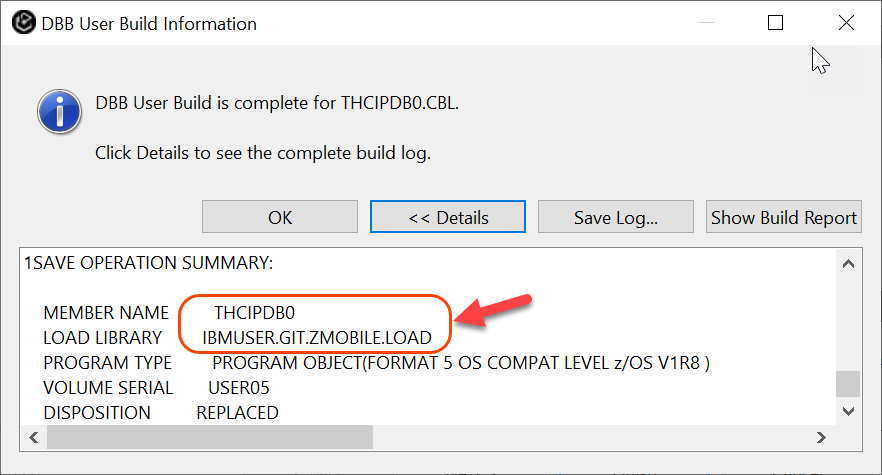 DBB User Build Information
DBB User Build is complete for THCIPDB0.CBL.
Click Details to see the complete build log.
OK
<< Details
Save Log...
Show Build Report
1SAVE OPERATION SUMMARY:
MEMBER NAME THCIPDB0
LOAD LIBRARY IBMUSER.GIT.ZMOBILE.LOAD
PROGRAM TYPE PROGRAM OBJECT(FORMAT 5 OS COMPAT LEVEL z/OS V1R8 )
VOLUME SERIAL USER05
DISPOSITION REPLACED